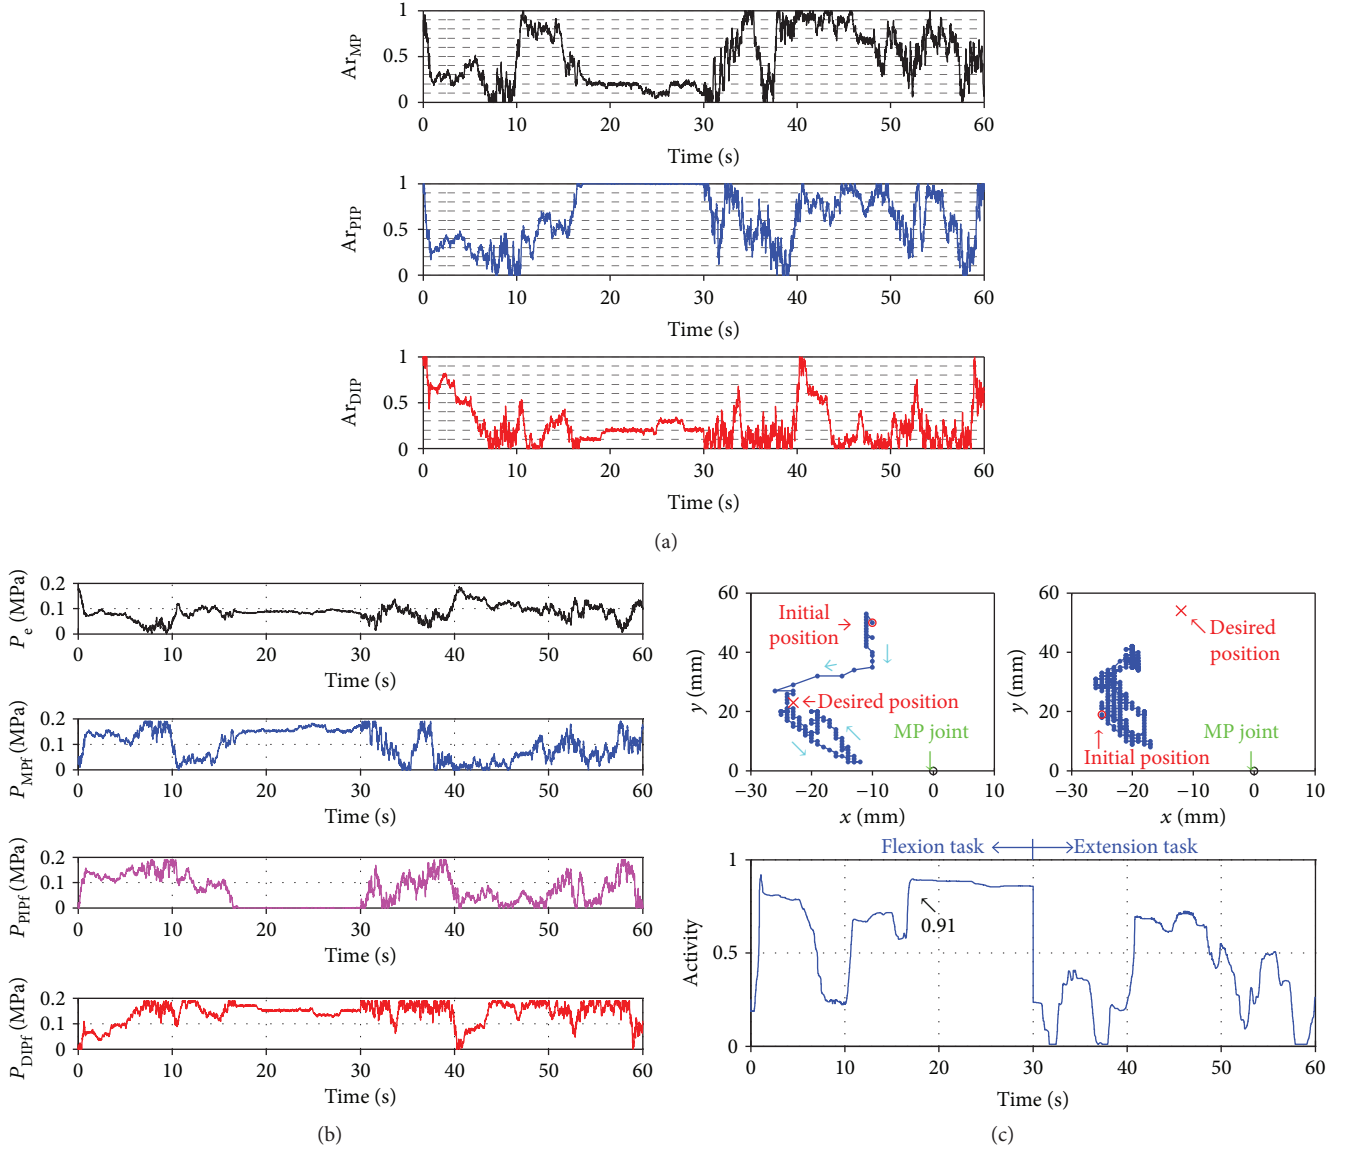 1
0.5
0
Ar_MP
0 10 20 30 40 50 60
Time (s)
1
0.5
0
Ar_PIP
0 10 20 30 40 50 60
Time (s)
1
0.5
0
Ar_DIP
0 10 20 30 40 50 60
Time (s)
(a)
0.2
0.1
0
P_e (MPa)
0 10 20 30 40 50 60
Time (s)
0.2
0.1
0
P_MPf (MPa)
0 10 20 30 40 50 60
Time (s)
0.2
0.1
0
P_PIPf (MPa)
0 10 20 30 40 50 60
Time (s)
0.2
0.1
0
P_DIPf (MPa)
0 10 20 30 40 50 60
Time (s)
(b)
60
40
20
0
y (mm)
Initial
position
Desired position
MP joint
−30 −20 −10 0 10
x (mm)
60
40
20
0
y (mm)
Desired
position
MP joint
Initial position
−30 −20 −10 0 10
x (mm)
Flexion task
Extension task
1
0.5
0
Activity
0.91
0 10 20 30 40 50 60
Time (s)
(c)